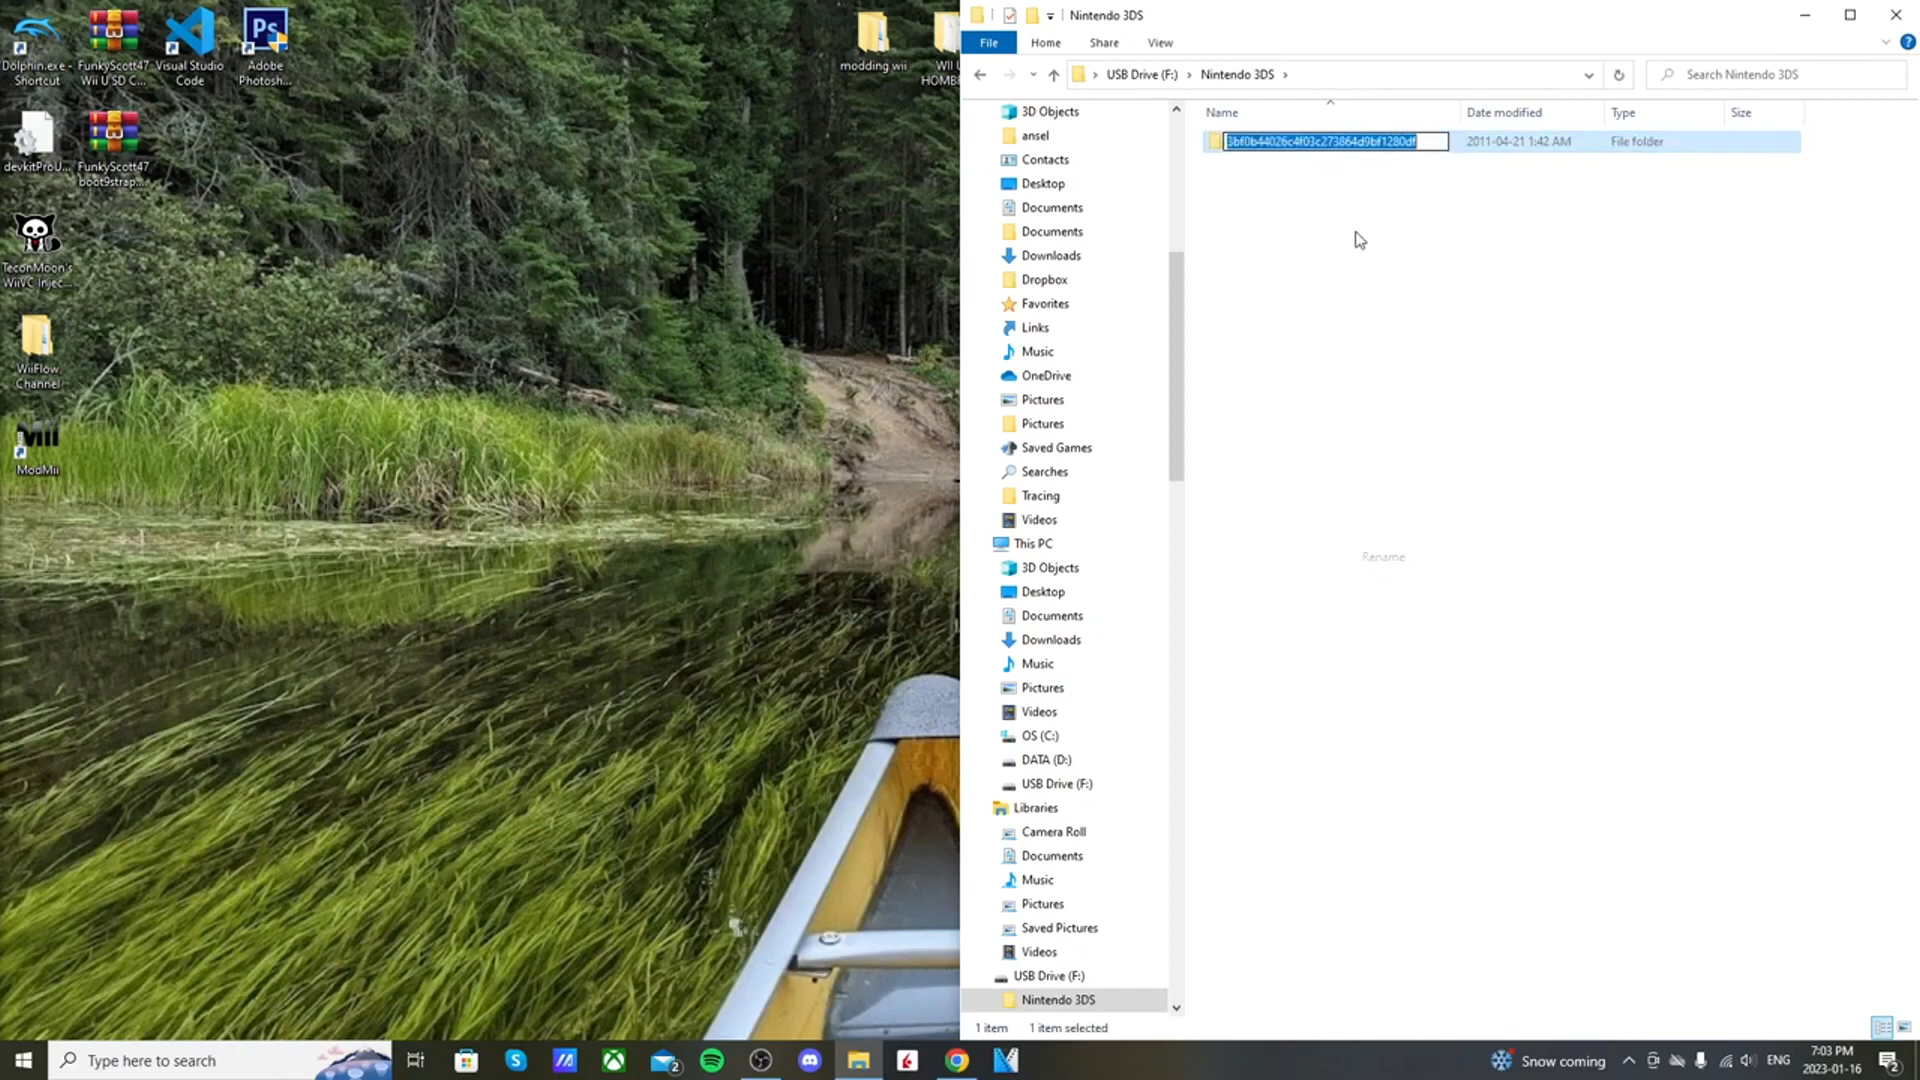 Dolphin.exe -
Shortcut
FunkyScott47
Wii U SD C...
Visual Studio
Code
Adobe
Photosh...
devkitProU...
FunkyScott47
boot9strap...
TeconMoon's
WiiVC Injec...
WiiFlow
Channel
ModMii
modding wii
Nintendo 3DS
File
Home
Share
View
USB Drive (F:)
Nintendo 3DS
Search Nintendo 3DS
Name
Date modified
Type
Size
3bf0b44026c4f03c273864d9bf1280df
2011-04-21 1:42 AM
File folder
3D Objects
ansel
Contacts
Desktop
Documents
Documents
Downloads
Dropbox
Favorites
Links
Music
OneDrive
Pictures
Pictures
Saved Games
Searches
Tracing
Videos
This PC
3D Objects
Desktop
Documents
Downloads
Music
Pictures
Videos
OS (C:)
DATA (D:)
USB Drive (F:)
Libraries
Camera Roll
Documents
Music
Pictures
Saved Pictures
Videos
USB Drive (F:)
Nintendo 3DS
Rename
1 item
1 item selected
Type here to search
2
Snow coming
ENG
7:03 PM
2023-01-16
2